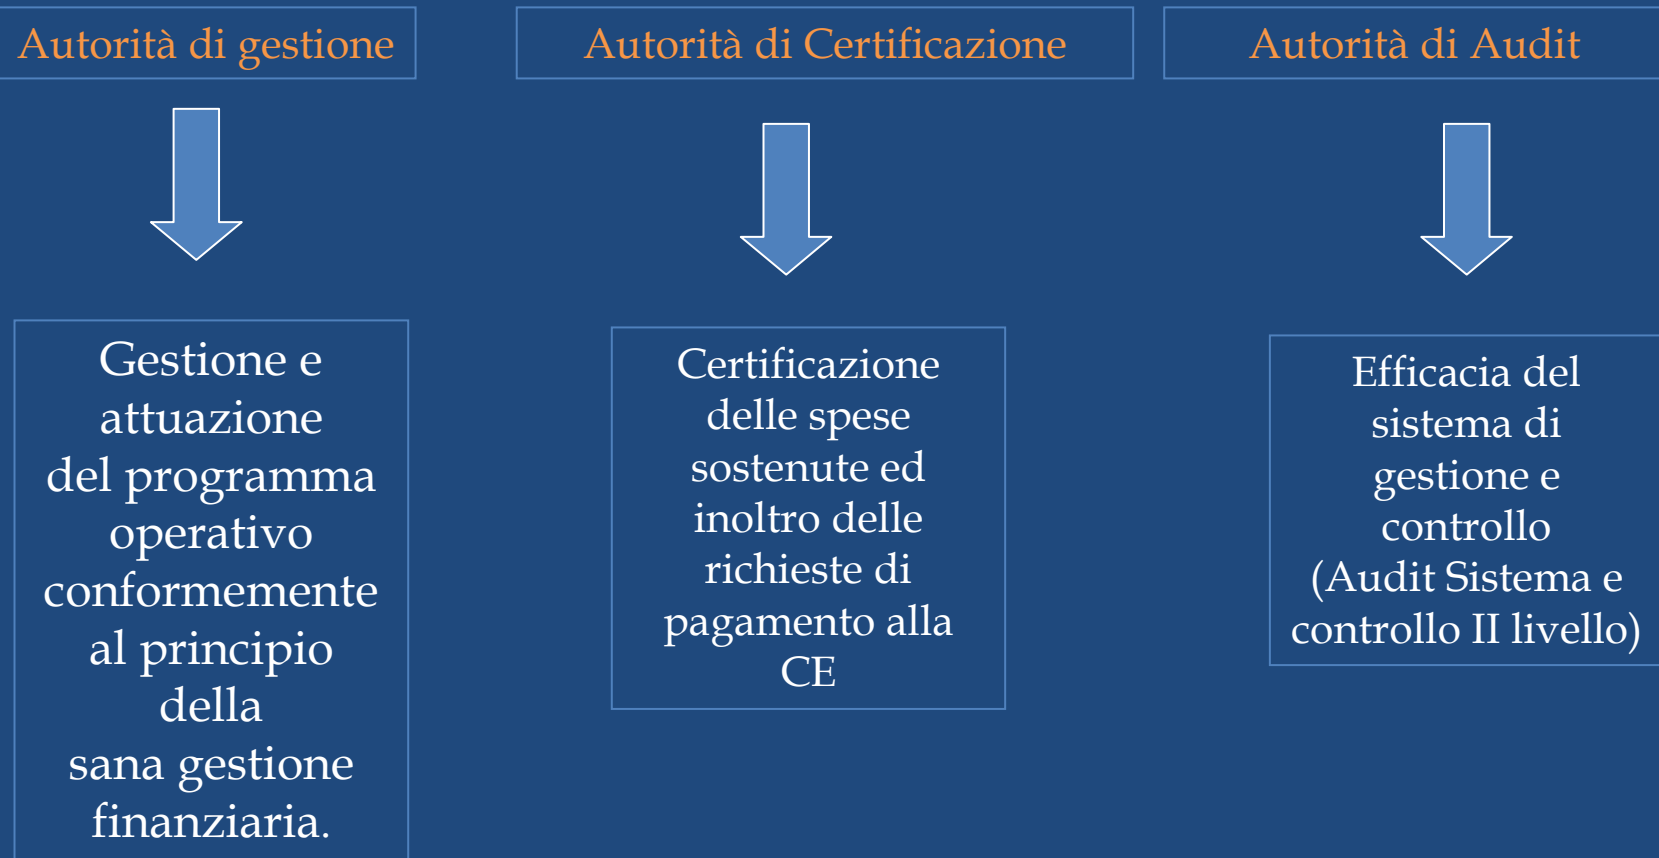 Autorità di gestione
Autorità di Certificazione
Autorità di Audit
Gestione e
attuazione
del programma
operativo
conformemente
al principio
della
sana gestione
finanziaria.
Certificazione
delle spese
sostenute ed
inoltro delle
richieste di
pagamento alla
CE
Efficacia del
sistema di
gestione e
controllo
(Audit Sistema e
controllo II livello)